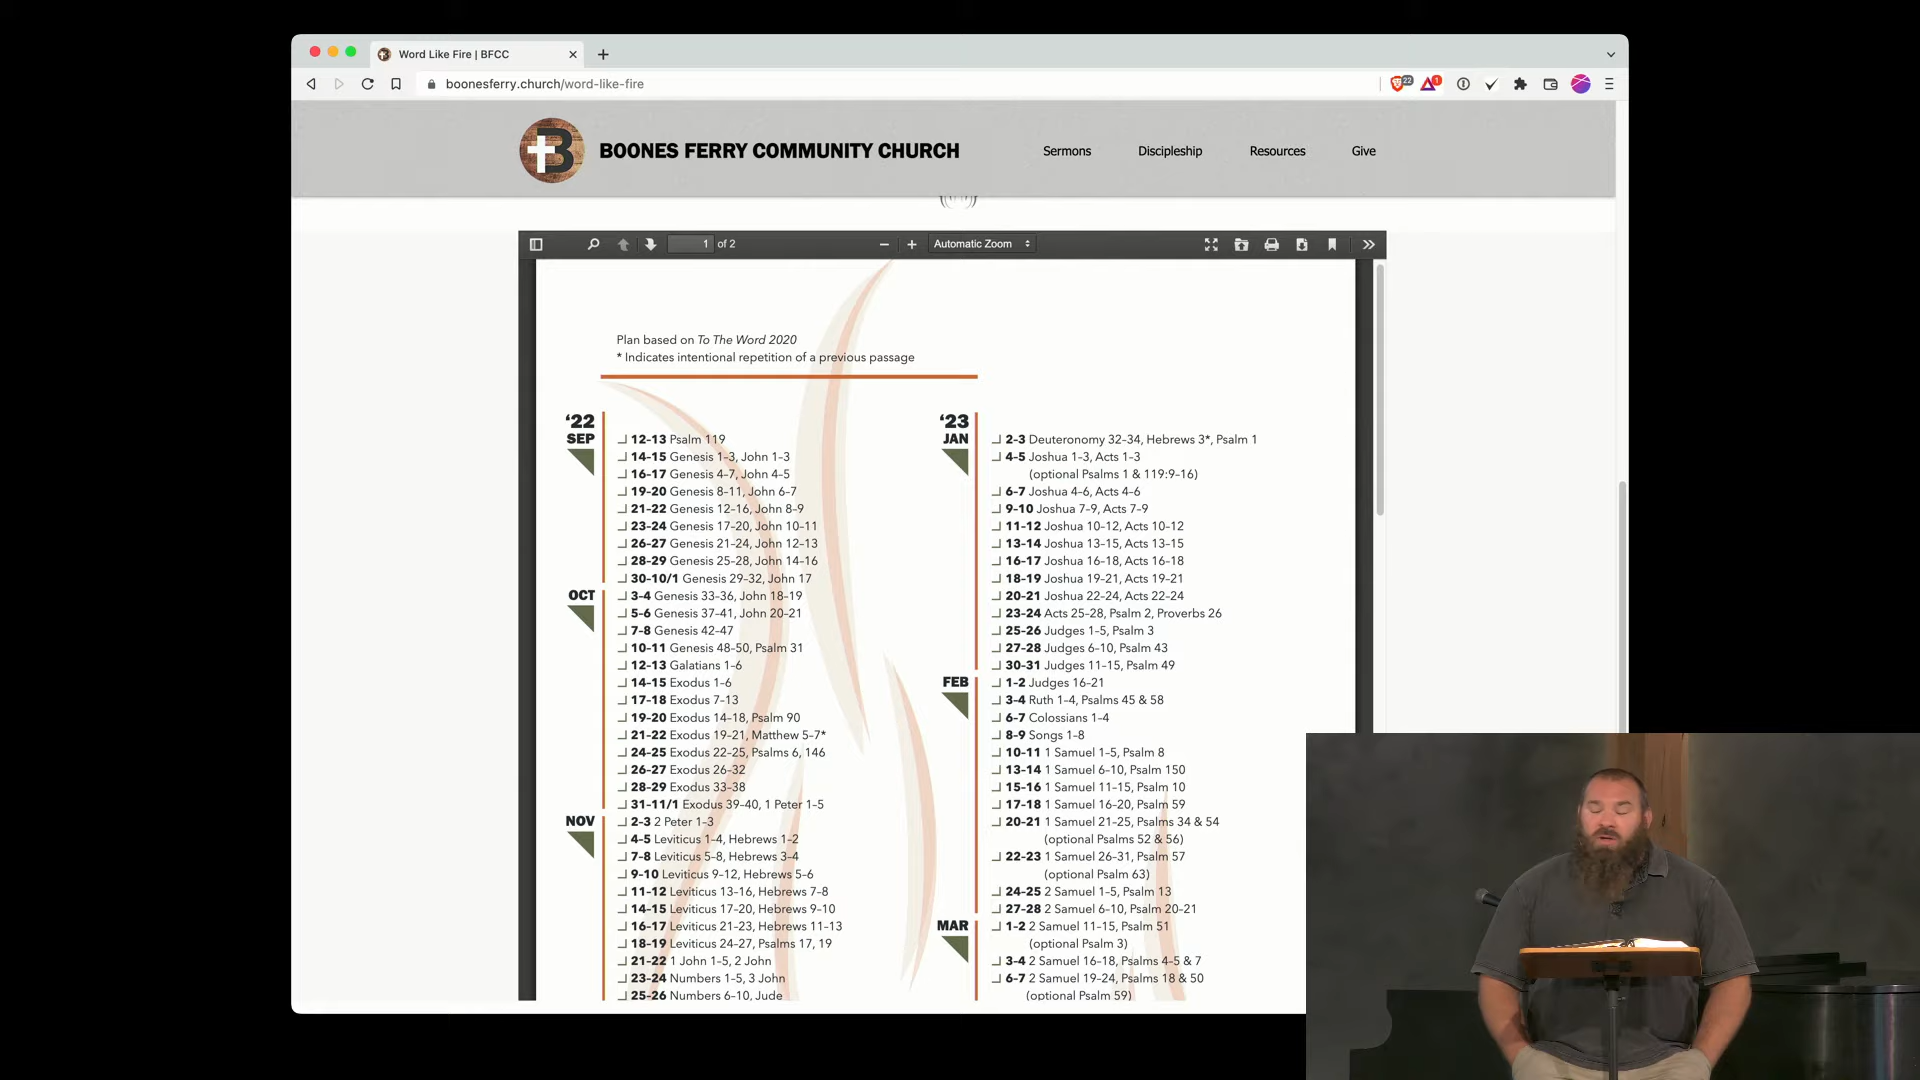 Word Like Fire | BFCC
boonesferry.church/word-like-fire
22
1
B
BOONES FERRY COMMUNITY CHURCH
Sermons
Discipleship
Resources
Give
1 of 2
Automatic Zoom
Plan based on To The Word 2020
* Indicates intentional repetition of a previous passage
‘22
SEP
12-13 Psalm 119
14-15 Genesis 1-3, John 1-3
16-17 Genesis 4-7, John 4-5
19-20 Genesis 8-11, John 6-7
21-22 Genesis 12-16, John 8-9
23-24 Genesis 17-20, John 10-11
26-27 Genesis 21-24, John 12-13
28-29 Genesis 25-28, John 14-16
30-10/1 Genesis 29-32, John 17
OCT
3-4 Genesis 33-36, John 18-19
5-6 Genesis 37-41, John 20-21
7-8 Genesis 42-47
10-11 Genesis 48-50, Psalm 31
12-13 Galatians 1-6
14-15 Exodus 1-6
17-18 Exodus 7-13
19-20 Exodus 14-18, Psalm 90
21-22 Exodus 19-21, Matthew 5-7*
24-25 Exodus 22-25, Psalms 6, 146
26-27 Exodus 26-32
28-29 Exodus 33-38
31-11/1 Exodus 39-40, 1 Peter 1-5
NOV
2-3 2 Peter 1-3
4-5 Leviticus 1-4, Hebrews 1-2
7-8 Leviticus 5-8, Hebrews 3-4
9-10 Leviticus 9-12, Hebrews 5-6
11-12 Leviticus 13-16, Hebrews 7-8
14-15 Leviticus 17-20, Hebrews 9-10
16-17 Leviticus 21-23, Hebrews 11-13
18-19 Leviticus 24-27, Psalms 17, 19
21-22 1 John 1-5, 2 John
23-24 Numbers 1-5, 3 John
25-26 Numbers 6-10, Jude
‘23
JAN
2-3 Deuteronomy 32-34, Hebrews 3*, Psalm 1
4-5 Joshua 1-3, Acts 1-3
(optional Psalms 1 & 119:9-16)
6-7 Joshua 4-6, Acts 4-6
9-10 Joshua 7-9, Acts 7-9
11-12 Joshua 10-12, Acts 10-12
13-14 Joshua 13-15, Acts 13-15
16-17 Joshua 16-18, Acts 16-18
18-19 Joshua 19-21, Acts 19-21
20-21 Joshua 22-24, Acts 22-24
23-24 Acts 25-28, Psalm 2, Proverbs 26
25-26 Judges 1-5, Psalm 3
27-28 Judges 6-10, Psalm 43
30-31 Judges 11-15, Psalm 49
FEB
1-2 Judges 16-21
3-4 Ruth 1-4, Psalms 45 & 58
6-7 Colossians 1-4
8-9 Songs 1-8
10-11 1 Samuel 1-5, Psalm 8
13-14 1 Samuel 6-10, Psalm 150
15-16 1 Samuel 11-15, Psalm 10
17-18 1 Samuel 16-20, Psalm 59
20-21 1 Samuel 21-25, Psalms 34 & 54
(optional Psalms 52 & 56)
22-23 1 Samuel 26-31, Psalm 57
(optional Psalm 63)
24-25 2 Samuel 1-5, Psalm 13
27-28 2 Samuel 6-10, Psalm 20-21
MAR
1-2 2 Samuel 11-15, Psalm 51
(optional Psalm 3)
3-4 2 Samuel 16-18, Psalms 4-5 & 7
6-7 2 Samuel 19-24, Psalms 18 & 50
(optional Psalm 59)